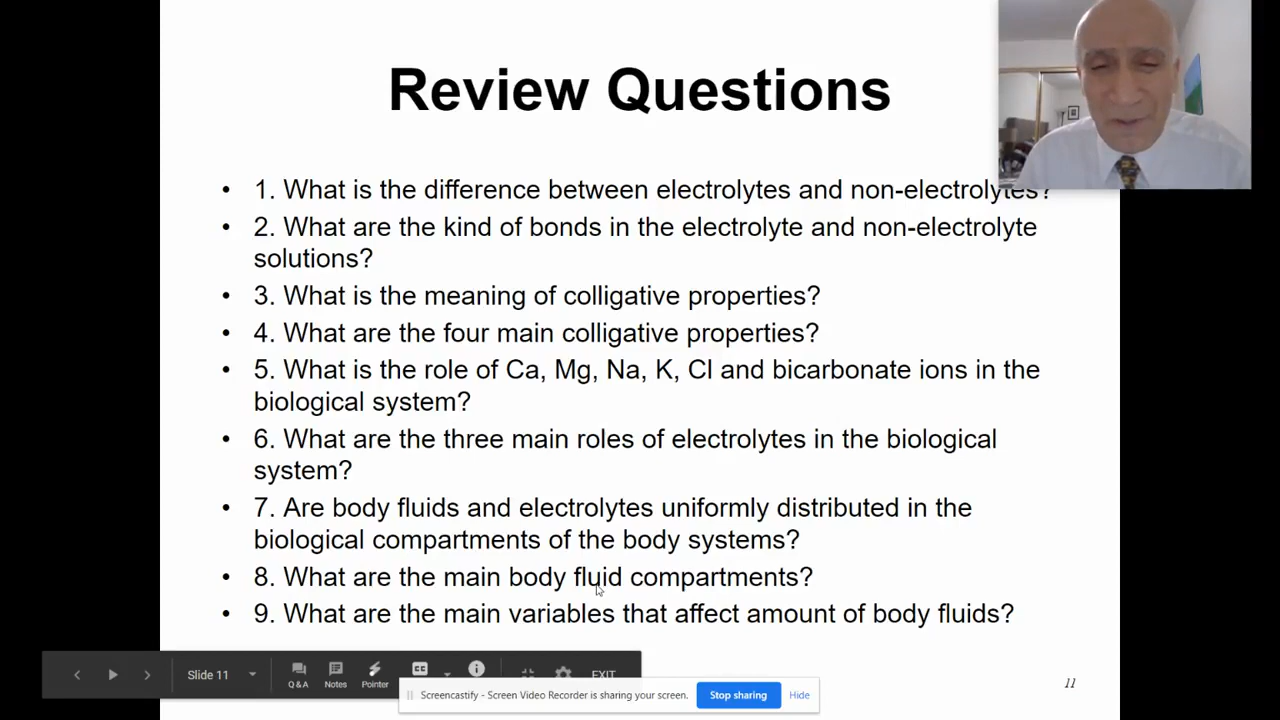 Review Questions
• 1. What is the difference between electrolytes and non-electrolytes?
• 2. What are the kind of bonds in the electrolyte and non-electrolyte
solutions?
• 3. What is the meaning of colligative properties?
• 4. What are the four main colligative properties?
• 5. What is the role of Ca, Mg, Na, K, Cl and bicarbonate ions in the
biological system?
• 6. What are the three main roles of electrolytes in the biological
system?
• 7. Are body fluids and electrolytes uniformly distributed in the
biological compartments of the body systems?
• 8. What are the main body fluid compartments?
• 9. What are the main variables that affect amount of body fluids?
Slide 11
Q & A
Notes
Pointer
CC
EXIT
11
Screencastify - Screen Video Recorder is sharing your screen.
Stop sharing
Hide